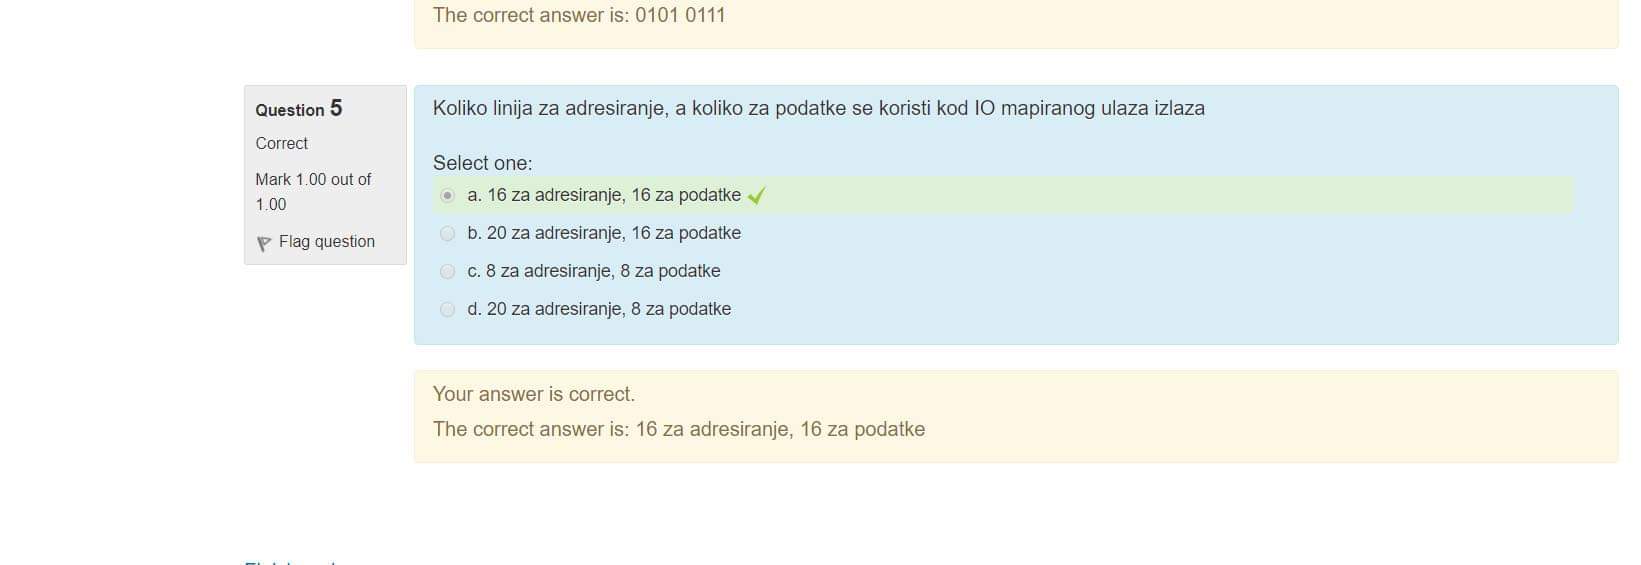 The correct answer is: 0101 0111
Question 5
Correct
Mark 1.00 out of
1.00
Flag question
Koliko linija za adresiranje, a koliko za podatke se koristi kod IO mapiranog ulaza izlaza
Select one:
a. 16 za adresiranje, 16 za podatke
b. 20 za adresiranje, 16 za podatke
c. 8 za adresiranje, 8 za podatke
d. 20 za adresiranje, 8 za podatke
Your answer is correct.
The correct answer is: 16 za adresiranje, 16 za podatke